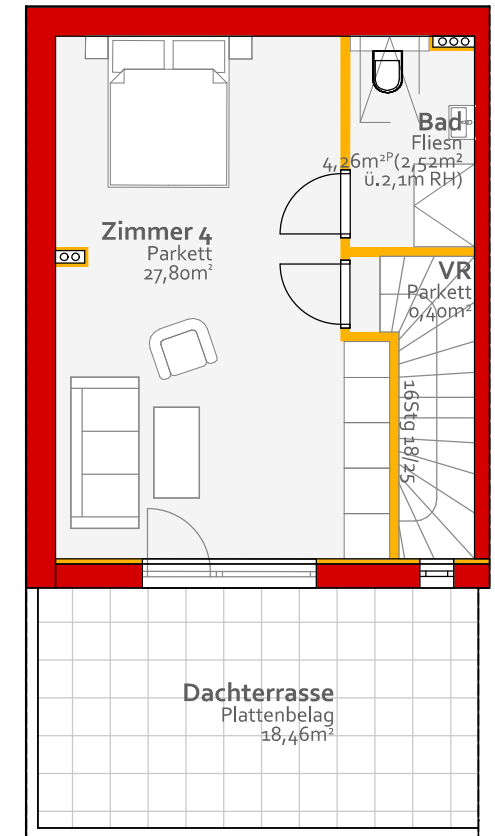 Bad
Fliesn
4,26m²ᴾ(2,52m²
ü.2,1m RH)
Zimmer 4
Parkett
27,80m²
VR
Parkett
0,40m²
16Stg 18/25
Dachterrasse
Plattenbelag
18,46m²